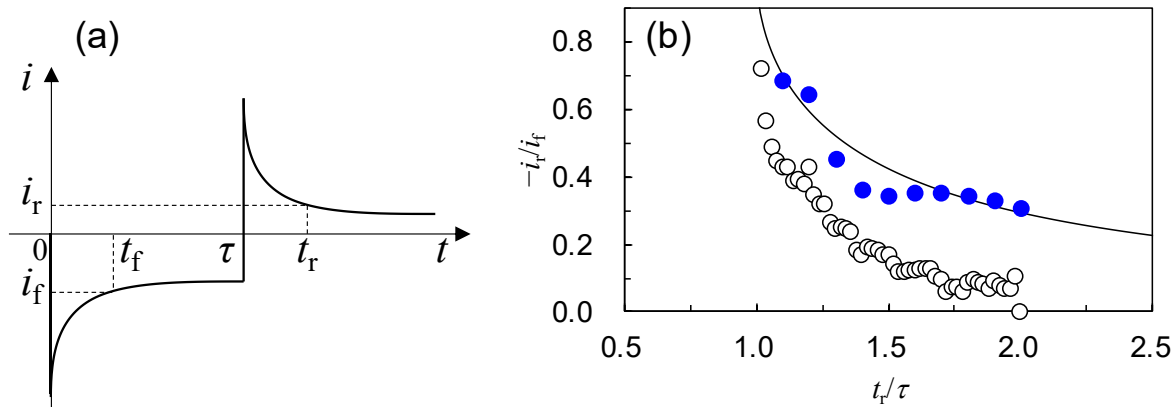 (a)
i
i_r
0
t_f
τ
t_r
t
i_f
(b)
0.8
0.6
0.4
0.2
0.0
−i_r/i_f
0.5
1.0
1.5
2.0
2.5
t_r/τ